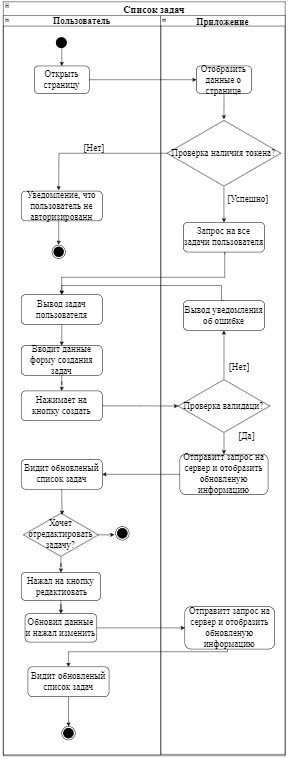 Список задач
Пользователь
Приложение
Открыть
страницу
Отобразить
данные о
странице
Проверка наличия токена?
[Нет]
[Успешно]
Уведомление, что
пользователь не
авторизированн
Запрос на все
задачи пользователя
Вывод задач
пользователя
Вывод уведомления
об ошибке
Вводит данные
форму создания
задач
[Нет]
Нажимает на
кнопку создать
Проверка валидаци?
[Да]
Отправитт запрос на
сервер и отобразить
обновленую
информацию
Видит обновленый
список задач
Хочет
отредактировать
задачу?
Нажал на кнопку
редактиовать
Обновил данные
и нажал изменить
Отправитт запрос на
сервер и отобразить
обновленую
информацию
Видит обновленый
список задач